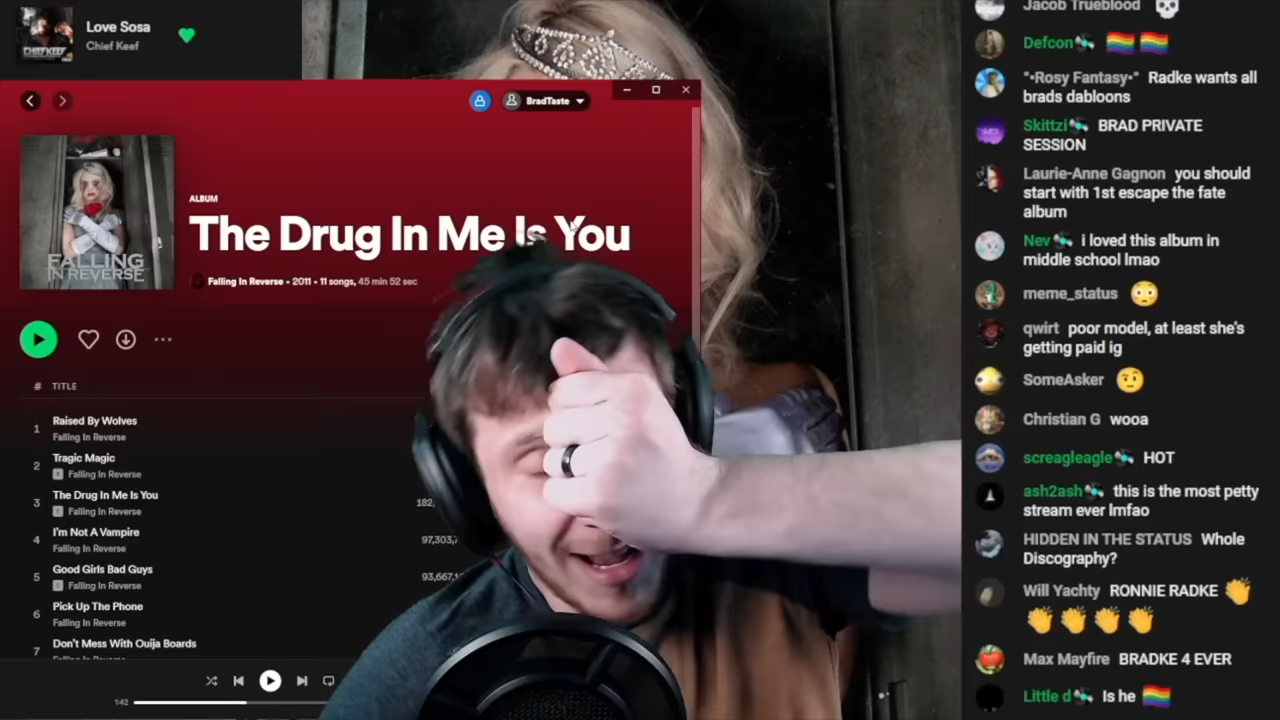 Love Sosa
Chief Keef
CHIEF KEEF
BradTaste
FALLING
IN REVERSE
ALBUM
The Drug In Me Is You
Falling In Reverse • 2011 • 11 songs, 45 min 52 sec
# TITLE
1 Raised By Wolves
Falling In Reverse
2 Tragic Magic
E Falling In Reverse
3 The Drug In Me Is You
E Falling In Reverse
182,
4 I'm Not A Vampire
Falling In Reverse
97,303,
5 Good Girls Bad Guys
E Falling In Reverse
93,667,
6 Pick Up The Phone
Falling In Reverse
7 Don't Mess With Ouija Boards
Falling In Reverse
1:42
Jacob Trueblood 💀
Defcon 🏳️‍🌈 🏳️‍🌈
"•Rosy Fantasy•" Radke wants all
brads dabloons
Skittzi BRAD PRIVATE
SESSION
Laurie-Anne Gagnon you should
start with 1st escape the fate
album
Nev i loved this album in
middle school lmao
meme_status 😳
qwirt poor model, at least she's
getting paid ig
SomeAsker 🤨
Christian G wooa
screagleagle HOT
ash2ash this is the most petty
stream ever lmfao
HIDDEN IN THE STATUS Whole
Discography?
Will Yachty RONNIE RADKE 👏
👏 👏 👏 👏
Max Mayfire BRADKE 4 EVER
Little d Is he 🏳️‍🌈